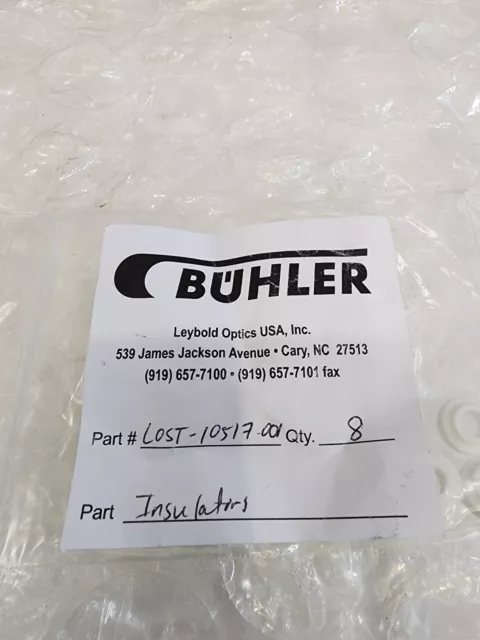 BÜHLER
Leybold Optics USA, Inc.
539 James Jackson Avenue • Cary, NC 27513
(919) 657-7100 • (919) 657-7101 fax
Part # LOST-10517-001 Qty. 8
Part Insulators